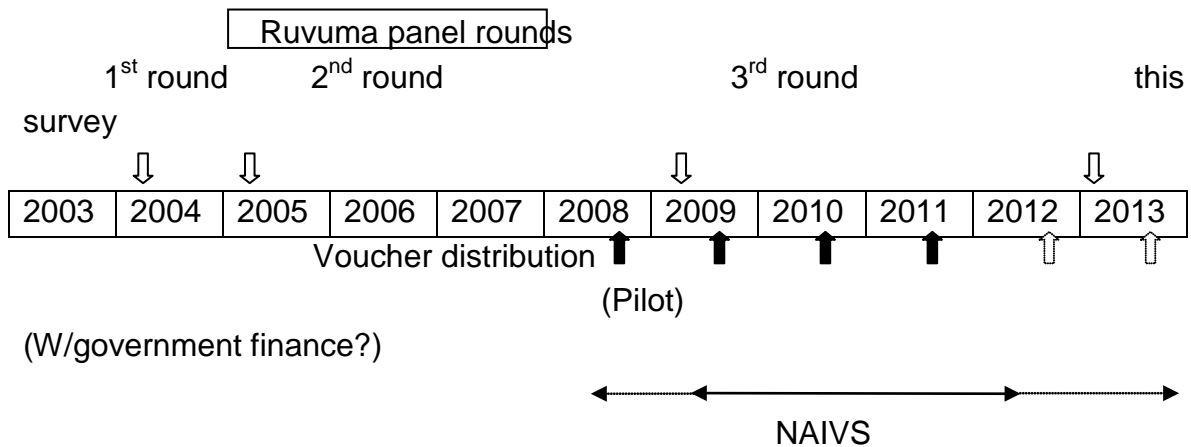 Ruvuma panel rounds
1st round 2nd round 3rd round this
survey
2003 2004 2005 2006 2007 2008 2009 2010 2011 2012 2013
Voucher distribution
(Pilot)
(W/government finance?)
NAIVS